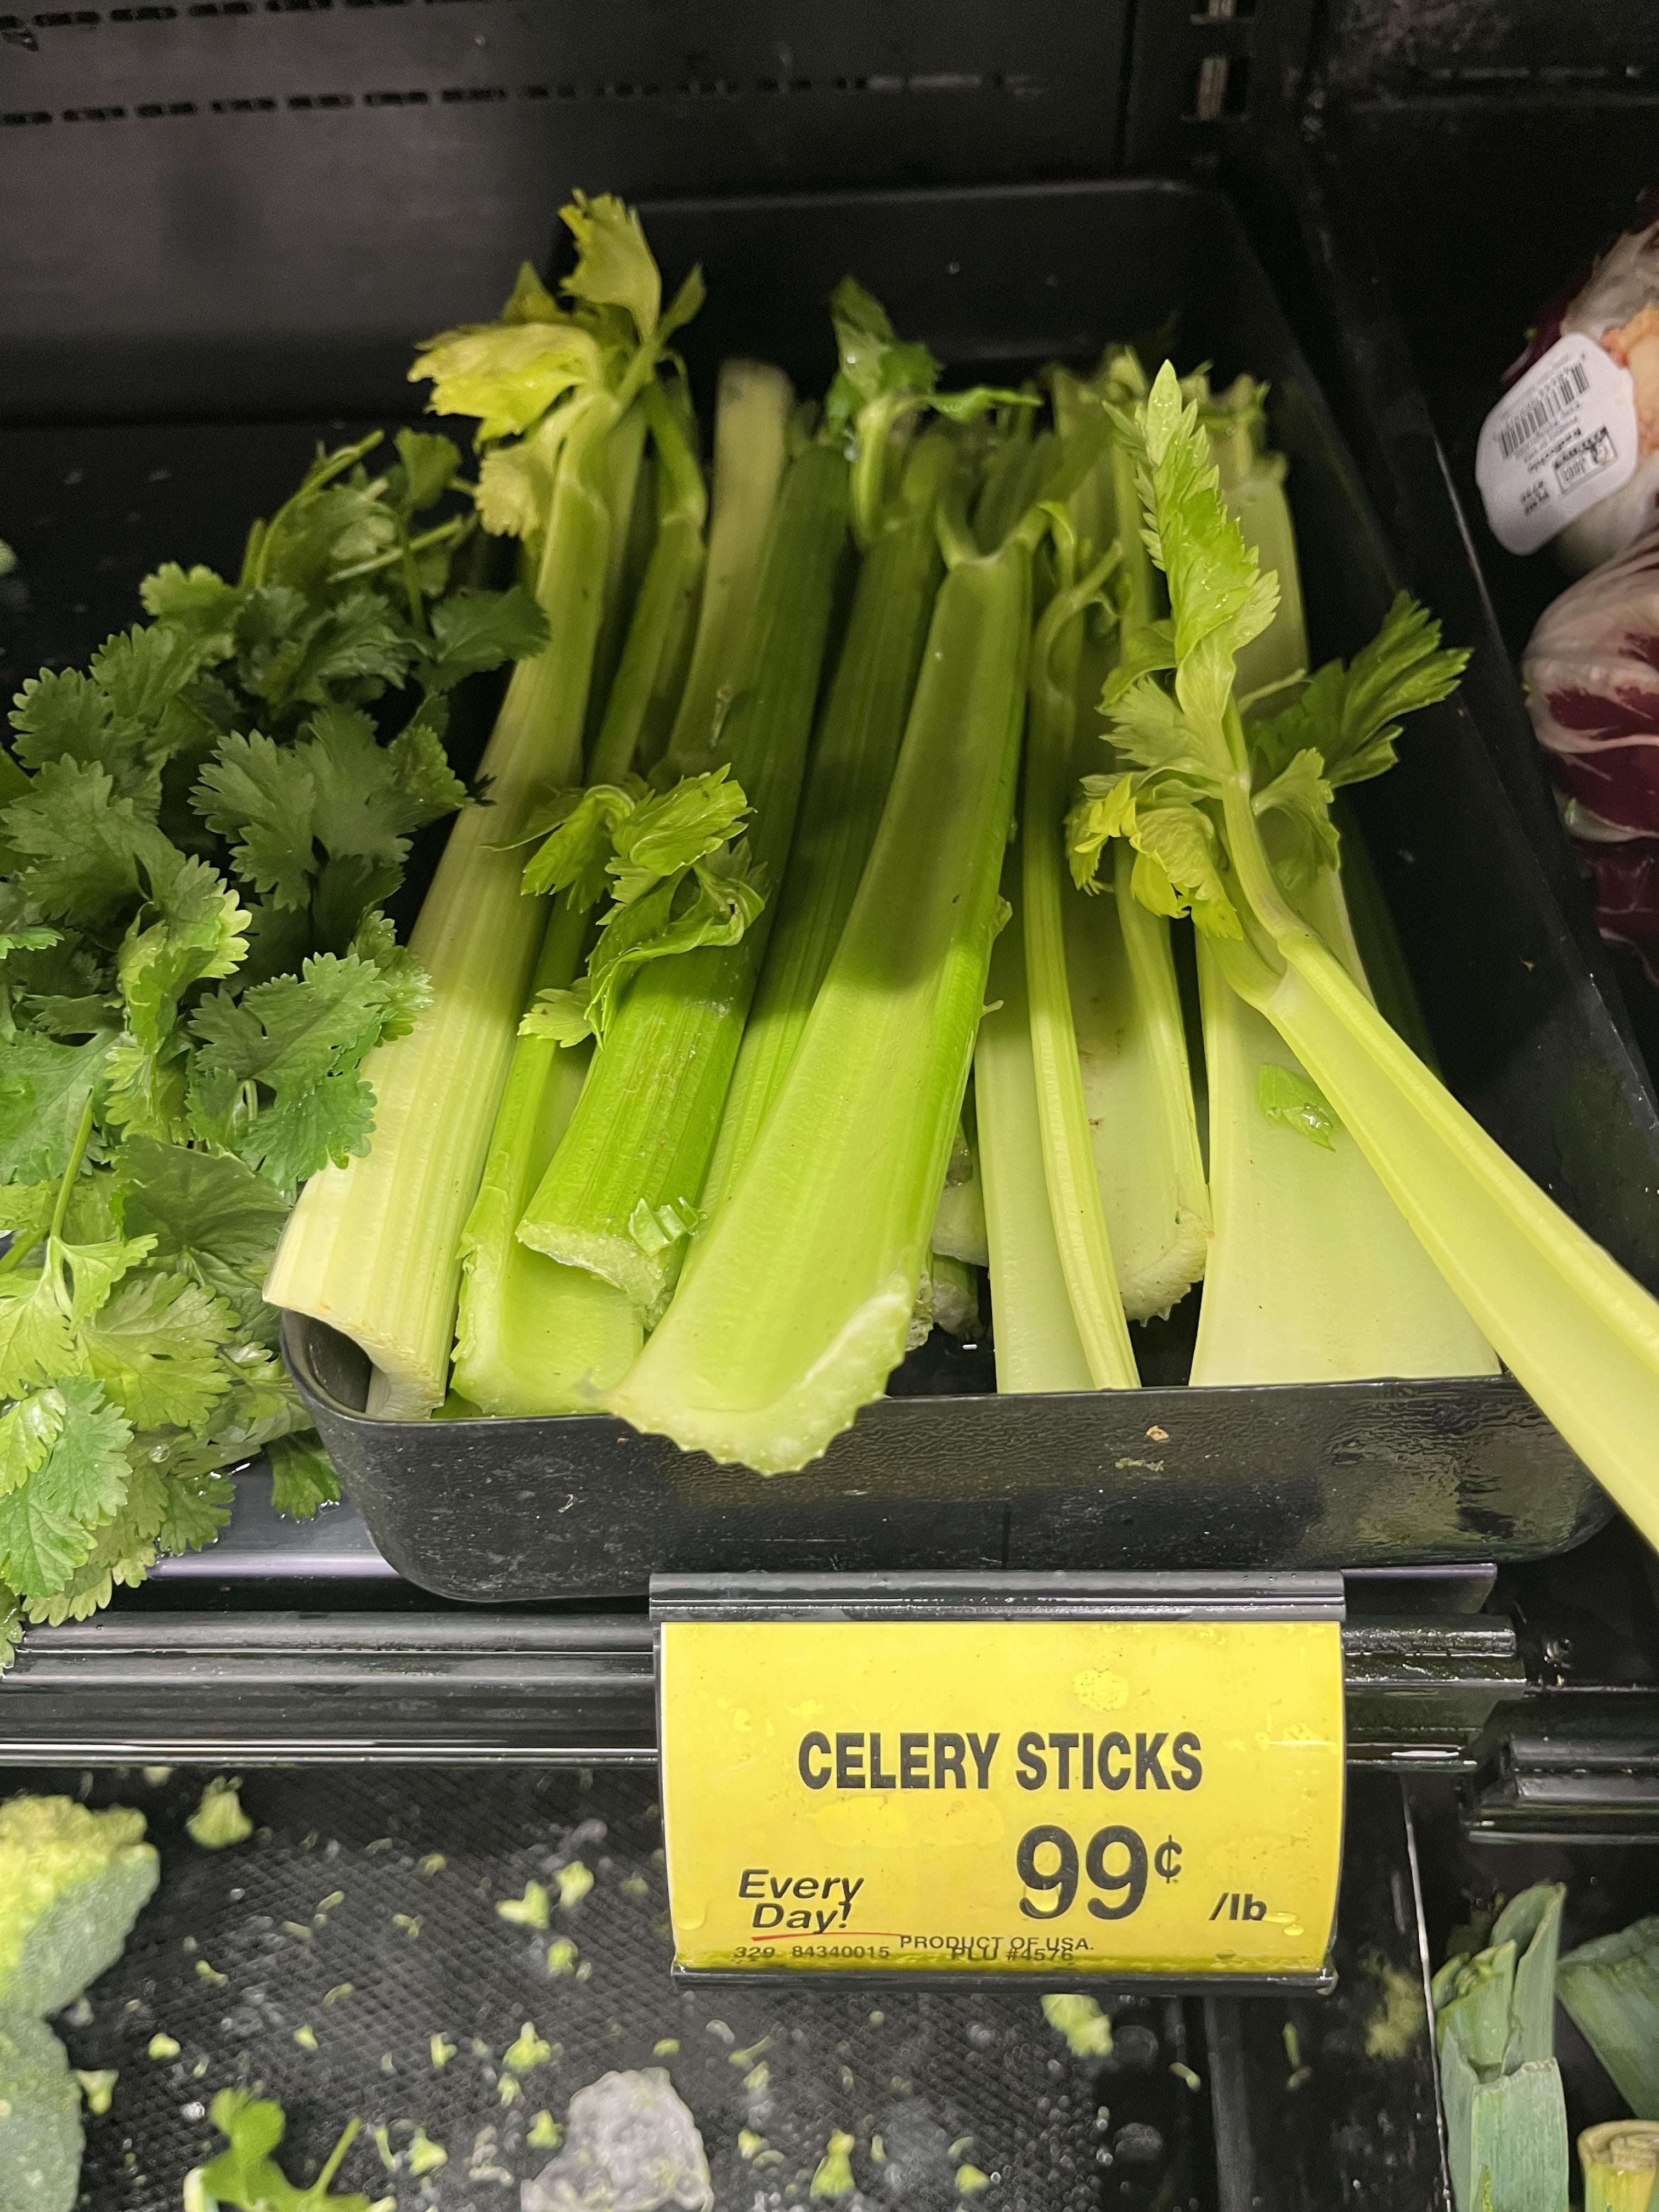 CELERY STICKS
99¢ /lb
Every
Day!
PRODUCT OF USA.
329 84340015 PLU #4576